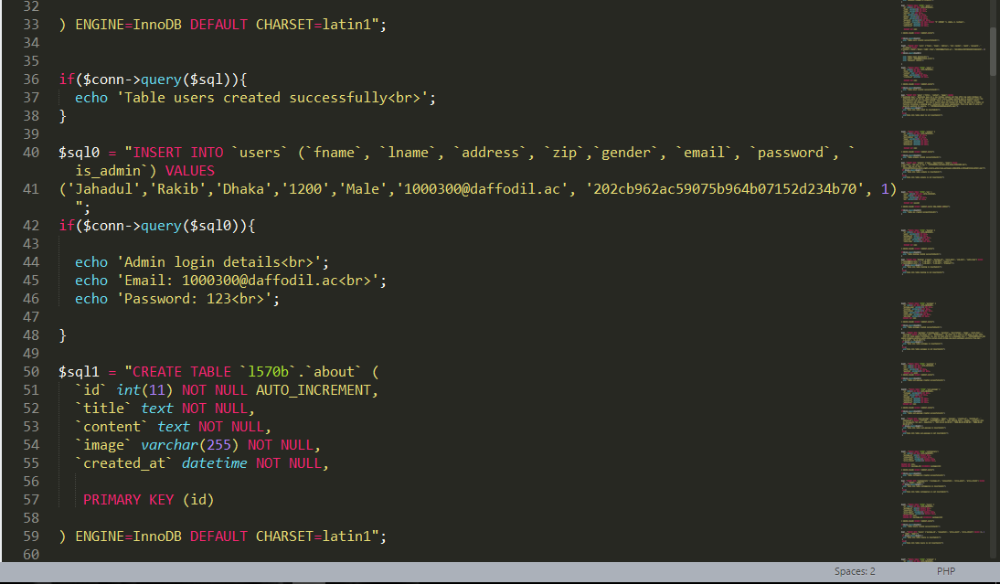 32
33 ) ENGINE=InnoDB DEFAULT CHARSET=latin1";
34
35
36 if($conn->query($sql)){
37 echo 'Table users created successfully<br>';
38 }
39
40 $sql0 = "INSERT INTO `users` (`fname`, `lname`, `address`, `zip`,`gender`, `email`, `password`, `
is_admin`) VALUES
41 ('Jahadul','Rakib','Dhaka','1200','Male','1000300@daffodil.ac', '202cb962ac59075b964b07152d234b70', 1)
";
42 if($conn->query($sql0)){
43
44 echo 'Admin login details<br>';
45 echo 'Email: 1000300@daffodil.ac<br>';
46 echo 'Password: 123<br>';
47
48 }
49
50 $sql1 = "CREATE TABLE `l570b`.`about` (
51 `id` int(11) NOT NULL AUTO_INCREMENT,
52 `title` text NOT NULL,
53 `content` text NOT NULL,
54 `image` varchar(255) NOT NULL,
55 `created_at` datetime NOT NULL,
56
57 PRIMARY KEY (id)
58
59 ) ENGINE=InnoDB DEFAULT CHARSET=latin1";
60
Spaces: 2 PHP